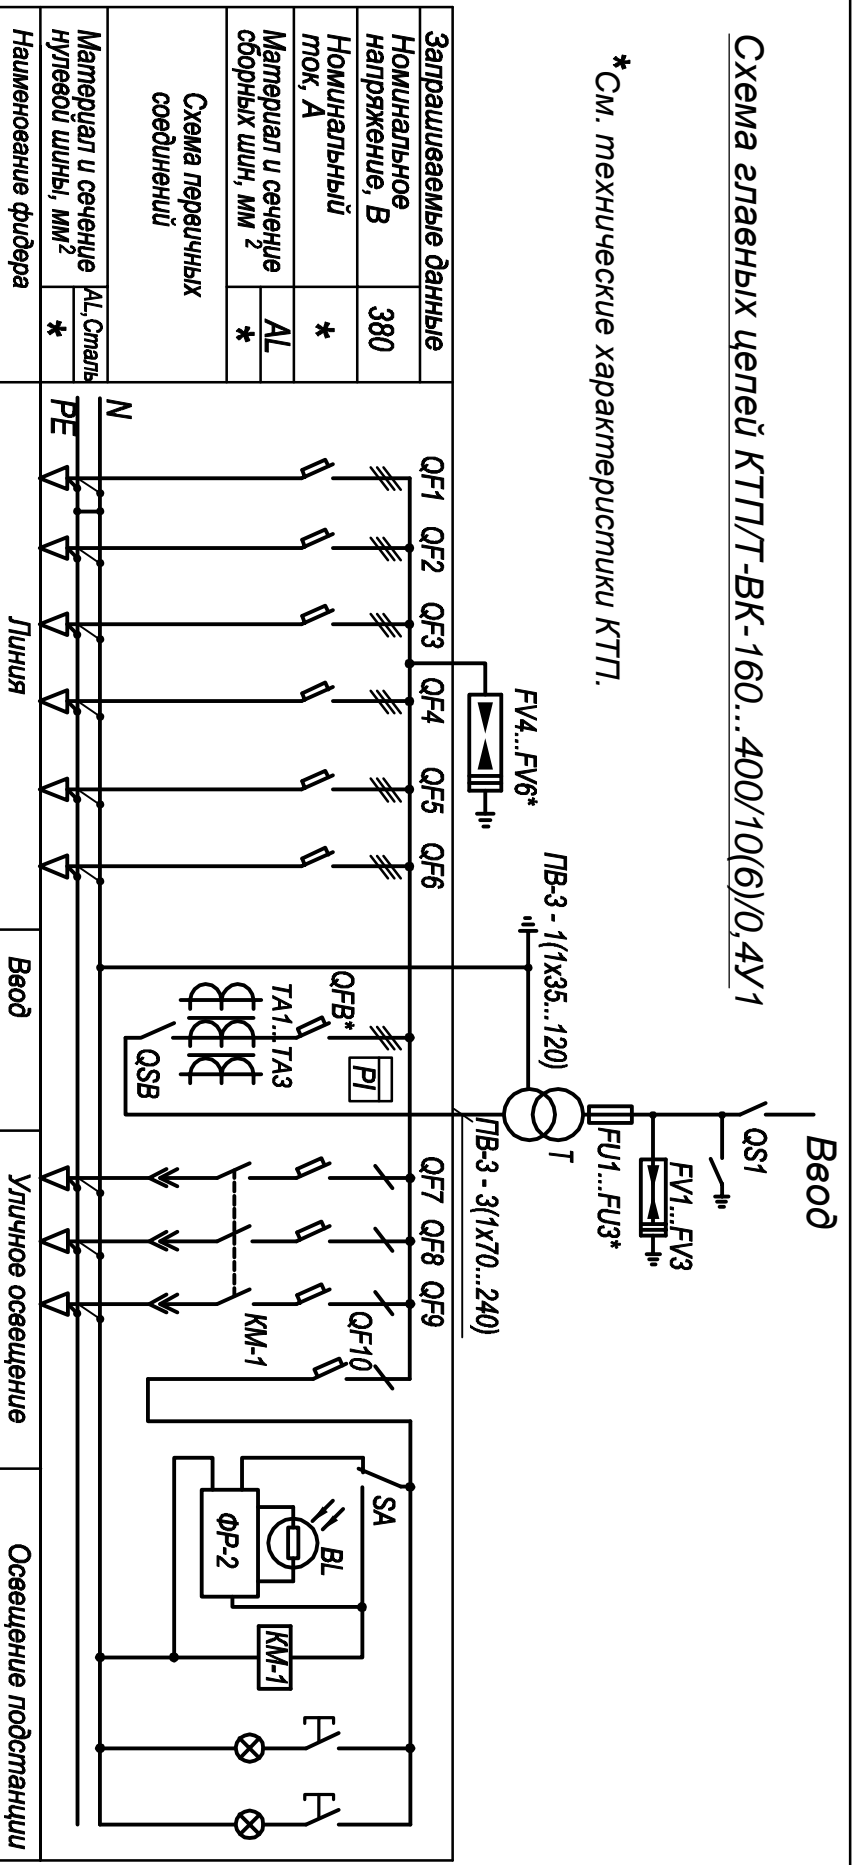 Схема главных цепей КТП/Т-ВК-160...400/10(6)/0,4У1
* См. технические характеристики КТП.
Ввод
QS1
FV1...FV3
FU1...FU3*
T
ПВ-3 - 1(1х35...120)
ПВ-3 - 3(1х70...240)
FV4...FV6*
Запрашиваемые данные
Номинальное
напряжение, В
380
Номинальный
ток, А
*
Материал и сечение
сборных шин, мм 2
AL
*
Схема первичных
соединений
Материал и сечение
нулевой шины, мм2
AL,Сталь
*
Наименование фидера
QF1
QF2
QF3
QF4
QF5
QF6
QF7
QF8
QF9
QFB*
PI
TA1...TA3
QSB
QF10
KM-1
SA
BL
ФР-2
KM-1
N
PE
Линия
Ввод
Уличное освещение
Освещение подстанции